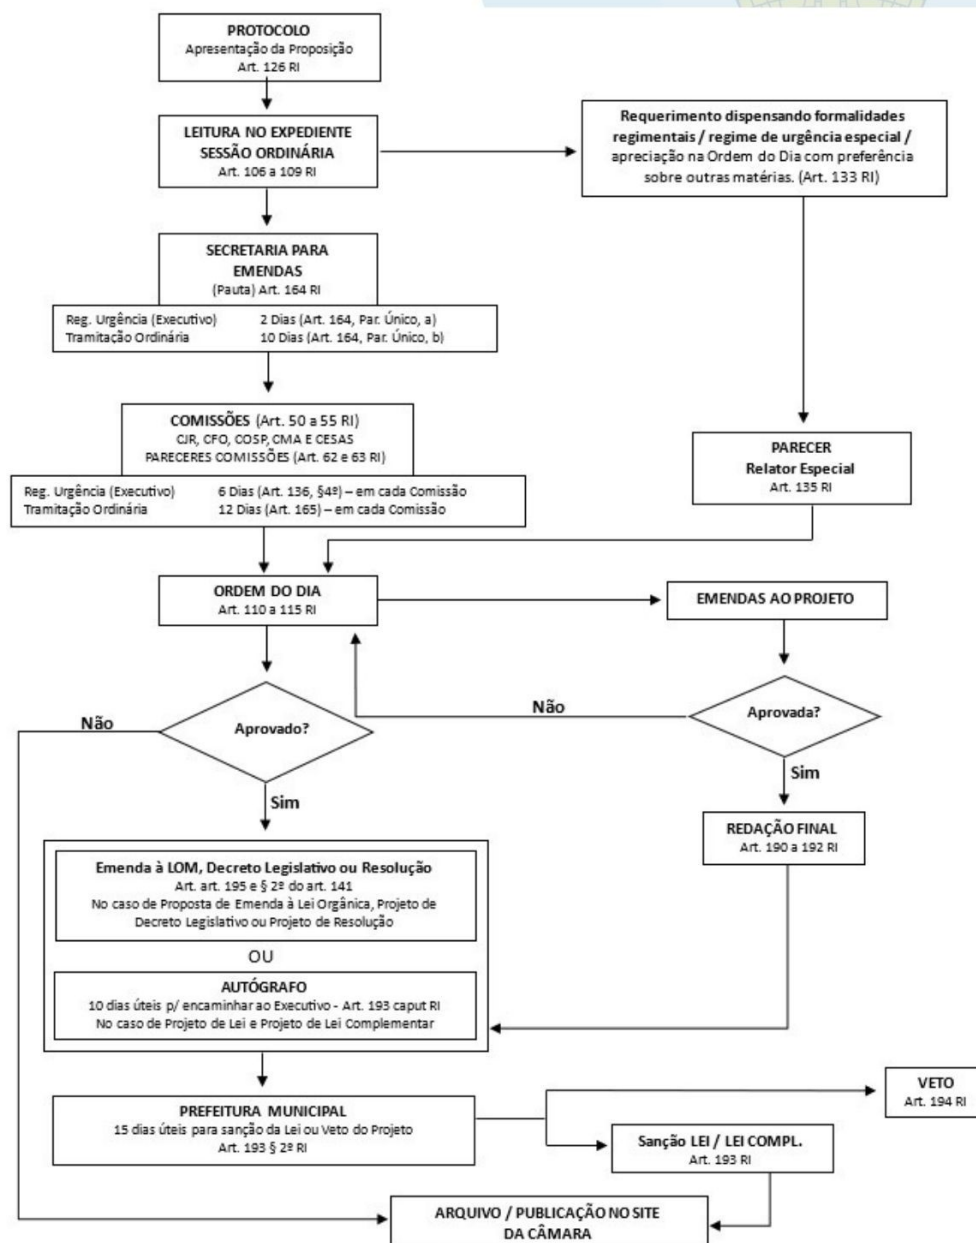 PROTOCOLO
Apresentação da Proposição
Art. 126 RI
LEITURA NO EXPEDIENTE
SESSÃO ORDINÁRIA
Art. 106 a 109 RI
Requerimento dispensando formalidades
regimentais / regime de urgência especial /
apreciação na Ordem do Dia com preferência
sobre outras matérias. (Art. 133 RI)
SECRETARIA PARA
EMENDAS
(Pauta) Art. 164 RI
Reg. Urgência (Executivo) 2 Dias (Art. 164, Par. Único, a)
Tramitação Ordinária 10 Dias (Art. 164, Par. Único, b)
COMISSÕES (Art. 50 a 55 RI)
CJR, CFO, COSP, CMA E CESAS
PARECERES COMISSÕES (Art. 62 e 63 RI)
Reg. Urgência (Executivo) 6 Dias (Art. 136, §4º) – em cada Comissão
Tramitação Ordinária 12 Dias (Art. 165) – em cada Comissão
PARECER
Relator Especial
Art. 135 RI
ORDEM DO DIA
Art. 110 a 115 RI
EMENDAS AO PROJETO
Não
Aprovado?
Não
Aprovada?
Sim
Sim
REDAÇÃO FINAL
Art. 190 a 192 RI
Emenda à LOM, Decreto Legislativo ou Resolução
Art. art. 195 e § 2º do art. 141
No caso de Proposta de Emenda à Lei Orgânica, Projeto de
Decreto Legislativo ou Projeto de Resolução
OU
AUTÓGRAFO
10 dias úteis p/ encaminhar ao Executivo - Art. 193 caput RI
No caso de Projeto de Lei e Projeto de Lei Complementar
PREFEITURA MUNICIPAL
15 dias úteis para sanção da Lei ou Veto do Projeto
Art. 193 § 2º RI
VETO
Art. 194 RI
Sanção LEI / LEI COMPL.
Art. 193 RI
ARQUIVO / PUBLICAÇÃO NO SITE
DA CÂMARA